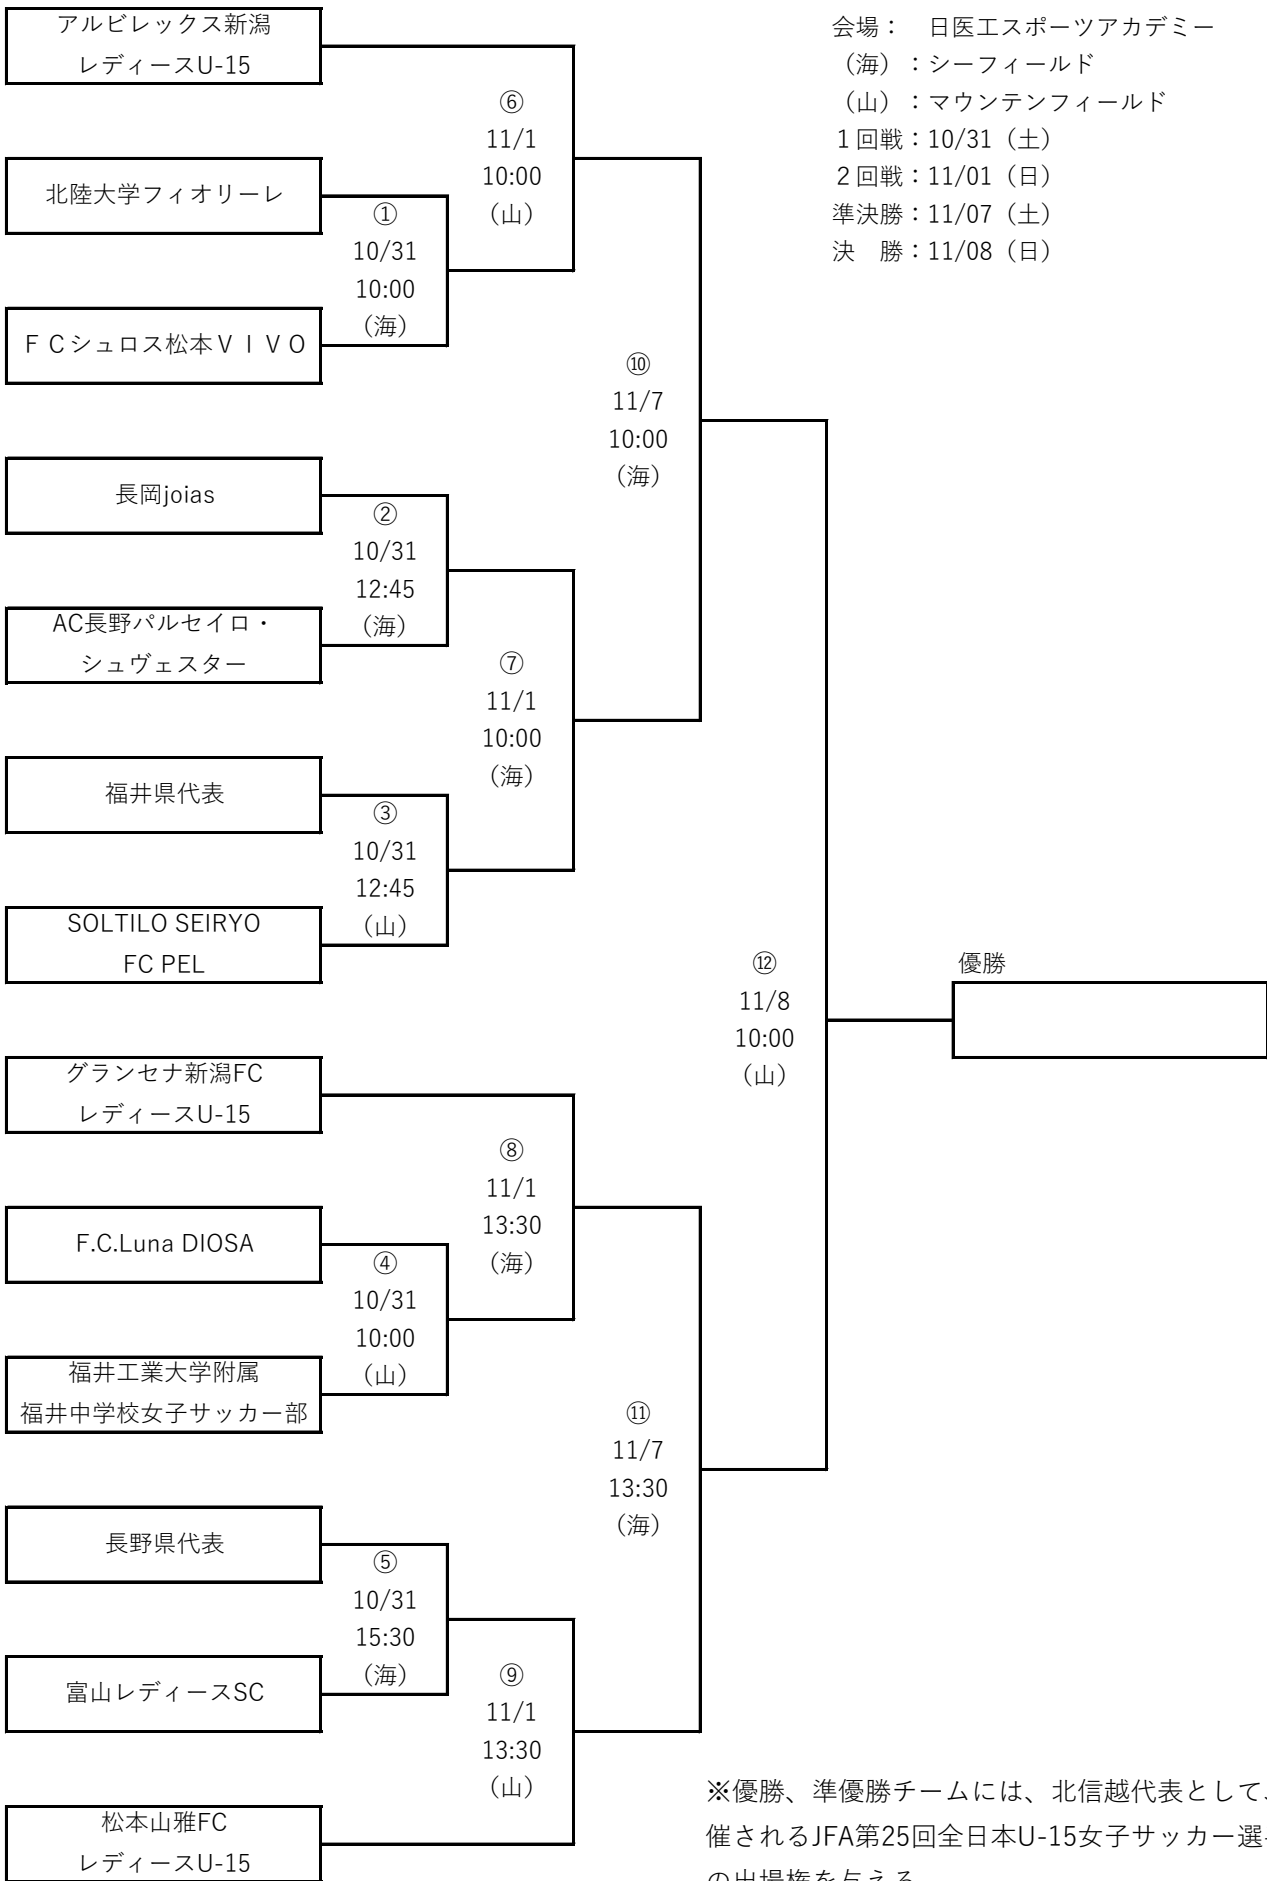 アルビレックス新潟
レディースU-15
北陸大学フィオリーレ
ＦＣシュロス松本ＶＩＶＯ
長岡joias
AC長野パルセイロ・
シュヴェスター
福井県代表
SOLTILO SEIRYO
FC PEL
グランセナ新潟FC
レディースU-15
F.C.Luna DIOSA
福井工業大学附属
福井中学校女子サッカー部
長野県代表
富山レディースSC
松本山雅FC
レディースU-15
①
10/31
10:00
（海）
②
10/31
12:45
（海）
③
10/31
12:45
（山）
④
10/31
10:00
（山）
⑤
10/31
15:30
（海）
⑥
11/1
10:00
（山）
⑦
11/1
10:00
（海）
⑧
11/1
13:30
（海）
⑨
11/1
13:30
（山）
⑩
11/7
10:00
（海）
⑪
11/7
13:30
（海）
⑫
11/8
10:00
（山）
優勝
会場：　日医工スポーツアカデミー
（海）：シーフィールド
（山）：マウンテンフィールド
１回戦：10/31（土）
２回戦：11/01（日）
準決勝：11/07（土）
決　勝：11/08（日）
※優勝、準優勝チームには、北信越代表として、
催されるJFA第25回全日本U-15女子サッカー選
の出場権を与える